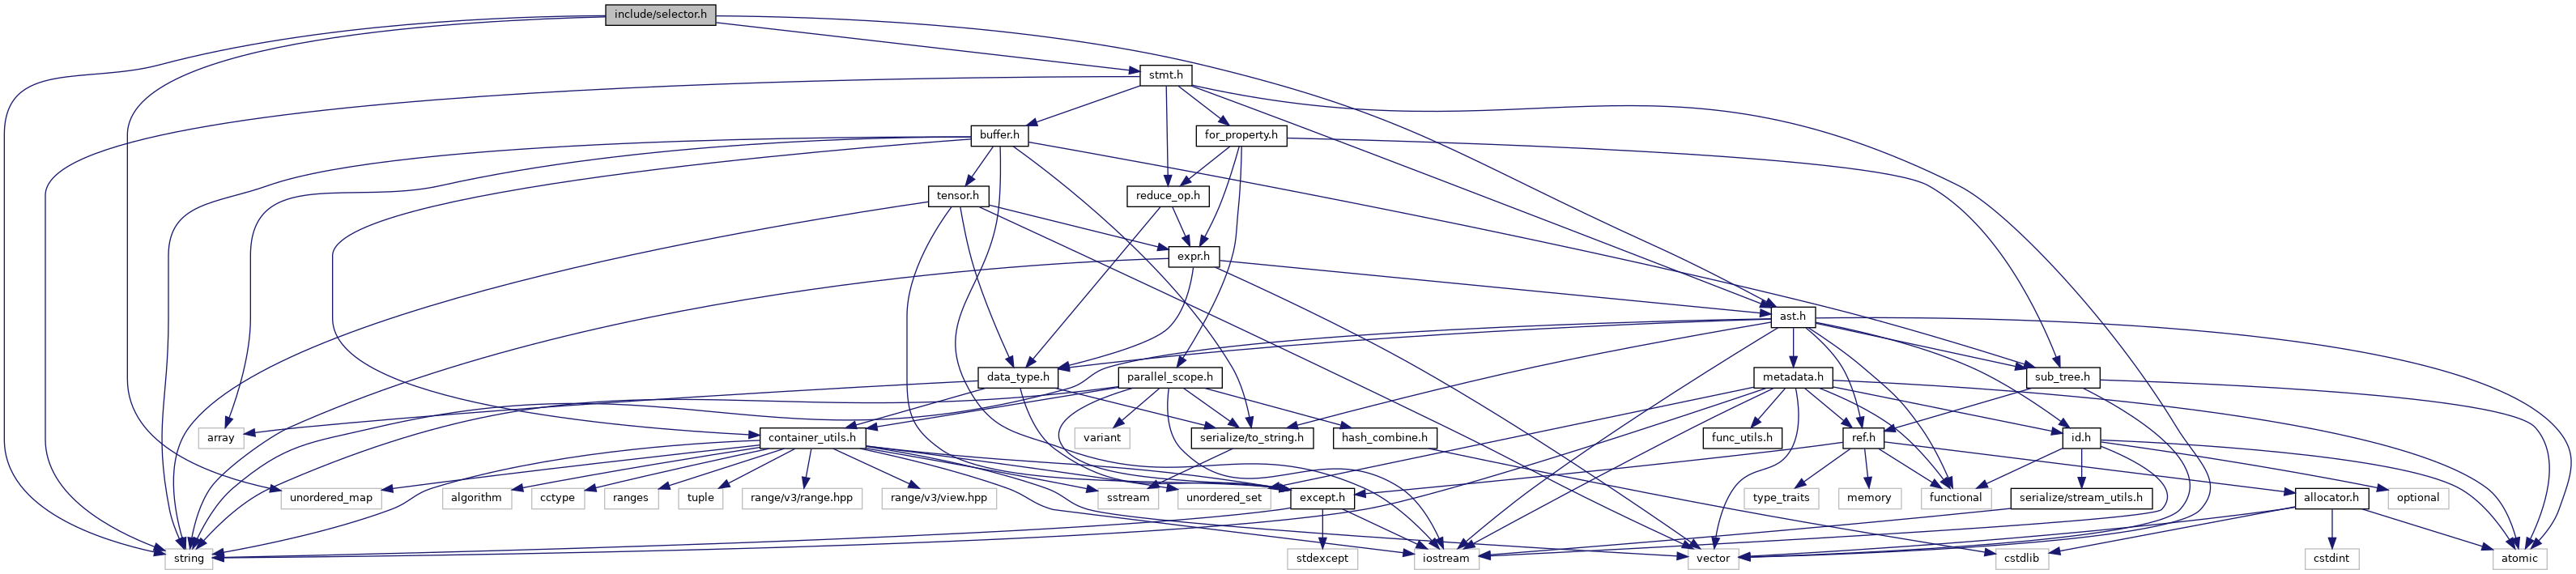 include/selector.h
stmt.h
buffer.h
for_property.h
tensor.h
reduce_op.h
expr.h
ast.h
data_type.h
parallel_scope.h
metadata.h
sub_tree.h
array
container_utils.h
variant
serialize/to_string.h
hash_combine.h
func_utils.h
ref.h
id.h
unordered_map
algorithm
cctype
ranges
tuple
range/v3/range.hpp
range/v3/view.hpp
sstream
unordered_set
except.h
type_traits
memory
functional
serialize/stream_utils.h
allocator.h
optional
string
stdexcept
iostream
vector
cstdlib
cstdint
atomic